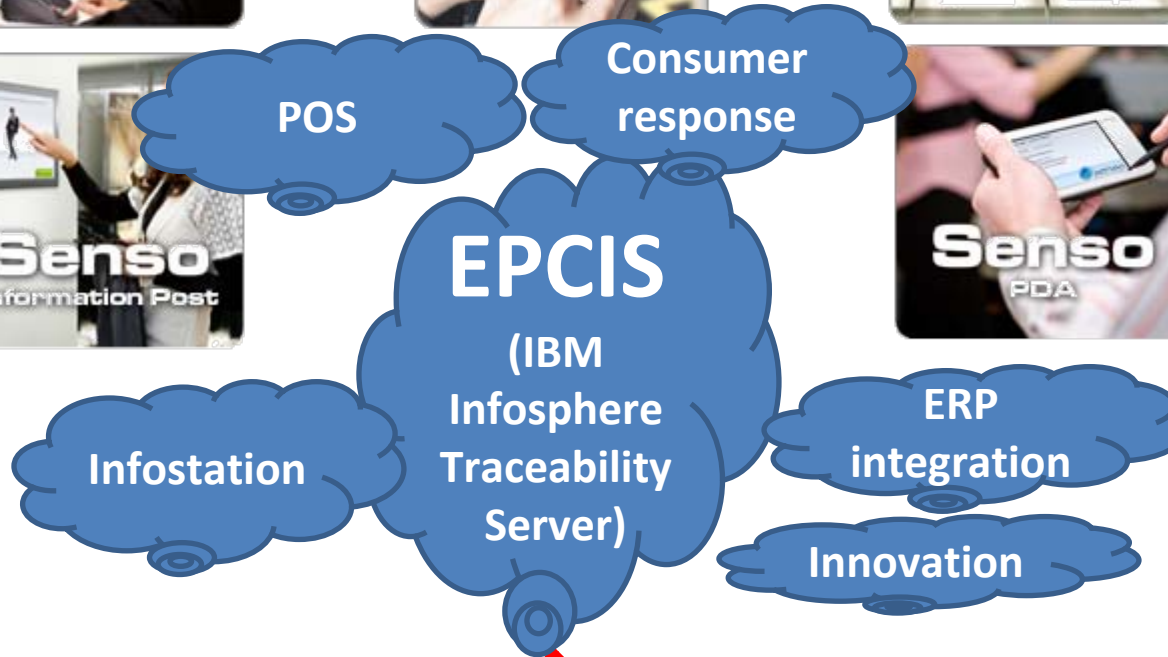 POS
Consumer
response
Senso
formation Post
EPCIS
(IBM
Infosphere
Traceability
Server)
Senso
PDA
Infostation
ERP
integration
Innovation